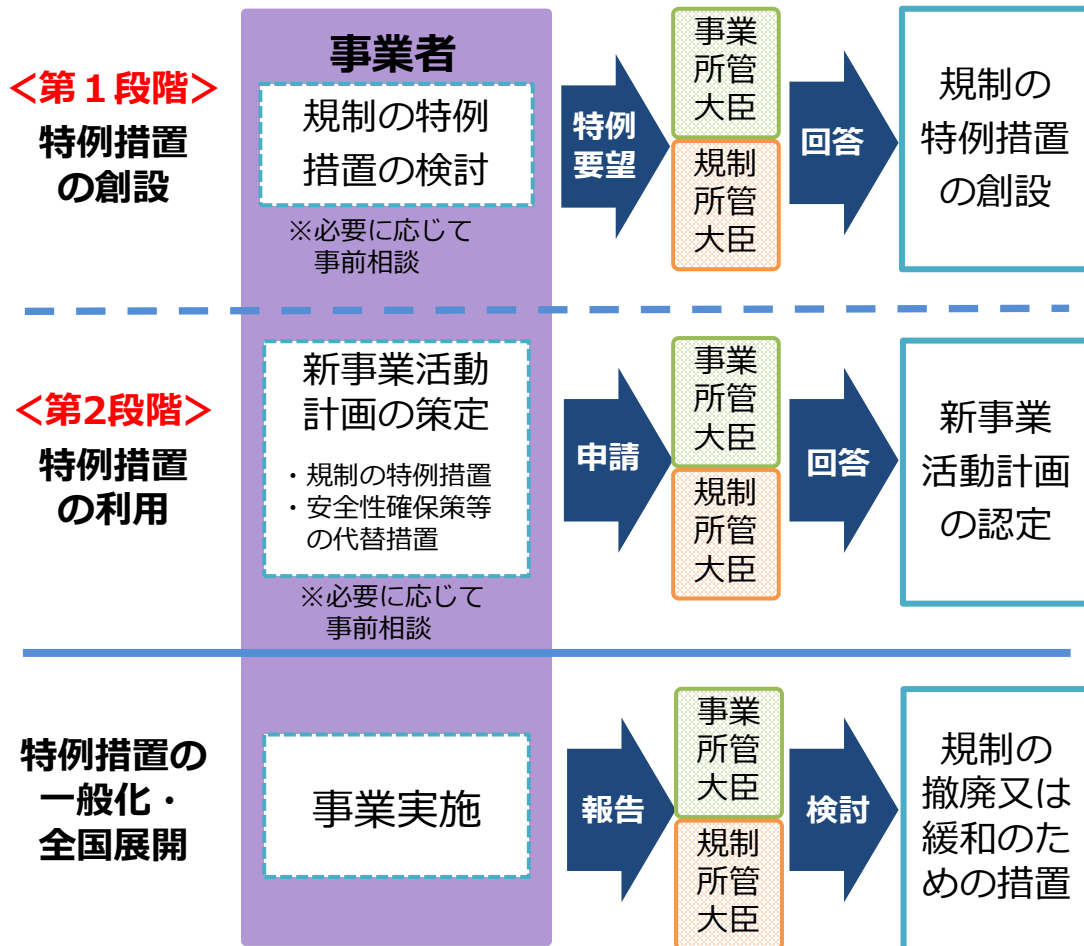 <第１段階>
特例措置
の創設
事業者
規制の特例
措置の検討
※必要に応じて
事前相談
特例
要望
事業
所管
大臣
規制
所管
大臣
回答
規制の
特例措置
の創設
<第2段階>
特例措置
の利用
新事業活動
計画の策定
・規制の特例措置
・安全性確保策等
の代替措置
※必要に応じて
事前相談
申請
事業
所管
大臣
規制
所管
大臣
回答
新事業
活動計画
の認定
特例措置の
一般化・
全国展開
事業実施
報告
事業
所管
大臣
規制
所管
大臣
検討
規制の
撤廃又は
緩和のた
めの措置